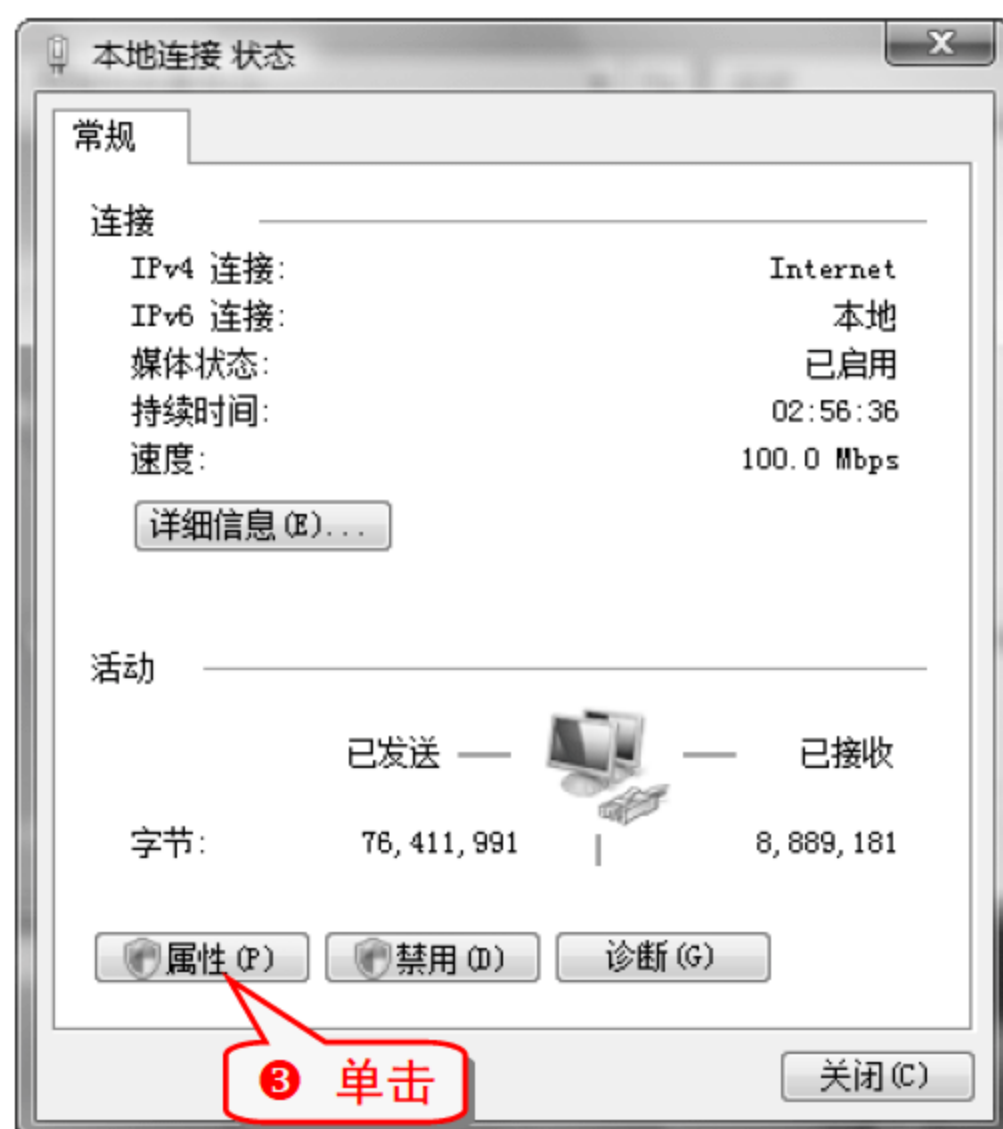 本地连接 状态
常规
连接
IPv4 连接: Internet
IPv6 连接: 本地
媒体状态: 已启用
持续时间: 02:56:36
速度: 100.0 Mbps
详细信息(E)...
活动
已发送 — — 已接收
字节: 76,411,991 | 8,889,181
属性(P) 禁用(D) 诊断(G)
❸ 单击
关闭(C)